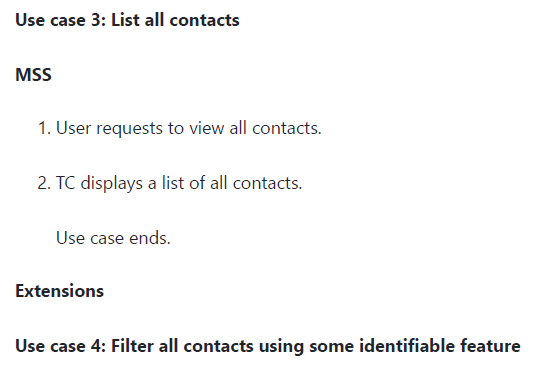 Use case 3: List all contacts
MSS
1. User requests to view all contacts.
2. TC displays a list of all contacts.
Use case ends.
Extensions
Use case 4: Filter all contacts using some identifiable feature